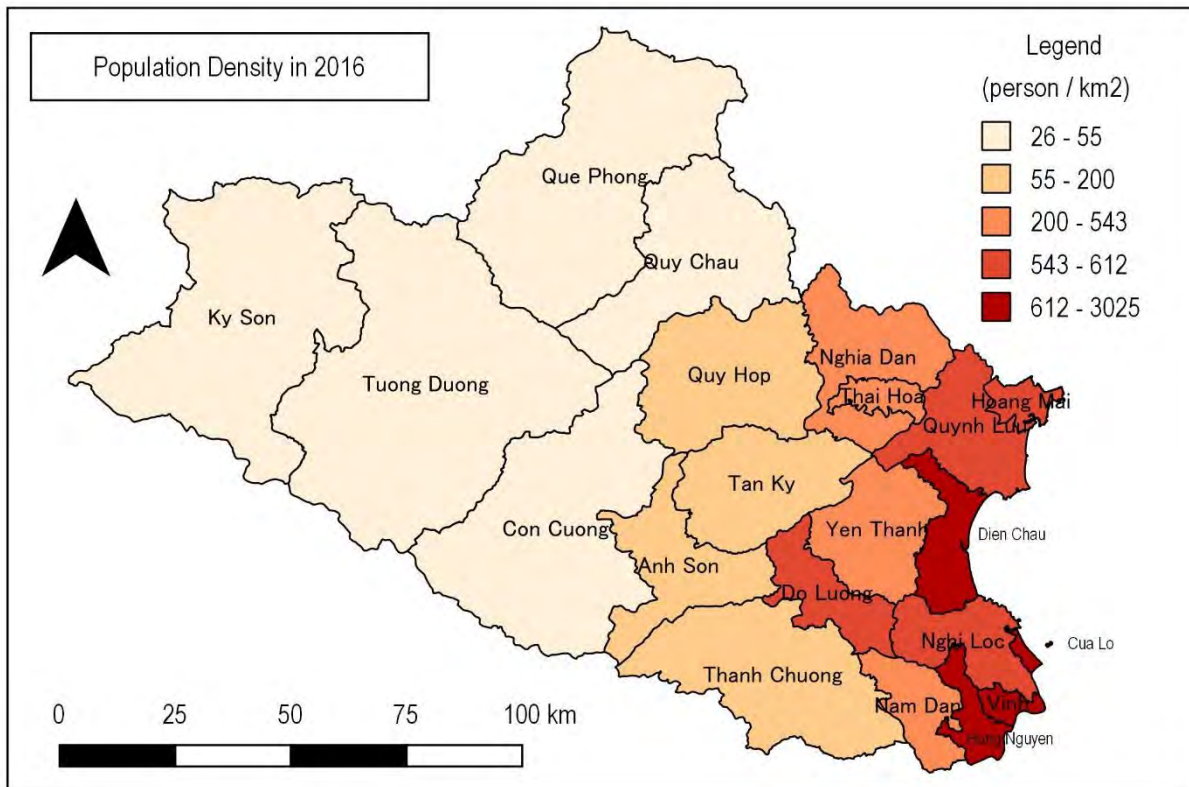 Population Density in 2016
Legend
(person / km2)
26 - 55
55 - 200
200 - 543
543 - 612
612 - 3025
Que Phong
Quy Chau
Ky Son
Tuong Duong
Quy Hop
Nghia Dan
Thai Hoa
Hoang Mai
Quynh Luu
Tan Ky
Con Cuong
Yen Thanh
Dien Chau
Anh Son
Do Luong
Nghi Loc
Cua Lo
Thanh Chuong
Nam Dan
Vinh
Hung Nguyen
0 25 50 75 100 km